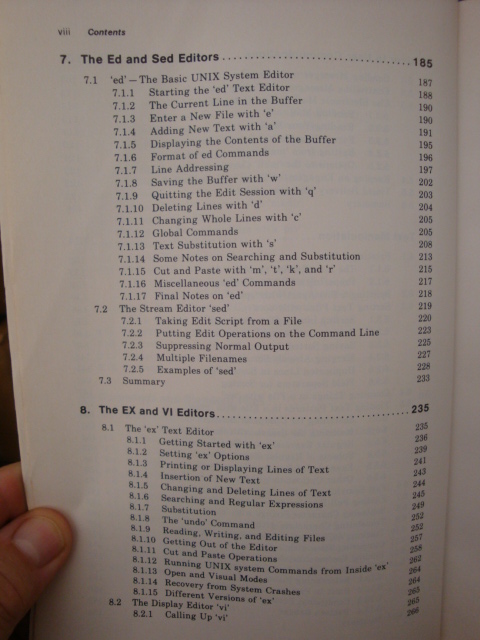 viii Contents
7. The Ed and Sed Editors 185
7.1 'ed' — The Basic UNIX System Editor 187
7.1.1 Starting the 'ed' Text Editor 188
7.1.2 The Current Line in the Buffer 190
7.1.3 Enter a New File with 'e' 190
7.1.4 Adding New Text with 'a' 191
7.1.5 Displaying the Contents of the Buffer 195
7.1.6 Format of ed Commands 196
7.1.7 Line Addressing 197
7.1.8 Saving the Buffer with 'w' 202
7.1.9 Quitting the Edit Session with 'q' 203
7.1.10 Deleting Lines with 'd' 204
7.1.11 Changing Whole Lines with 'c' 205
7.1.12 Global Commands 205
7.1.13 Text Substitution with 's' 208
7.1.14 Some Notes on Searching and Substitution 213
7.1.15 Cut and Paste with 'm', 't', 'k', and 'r' 215
7.1.16 Miscellaneous 'ed' Commands 217
7.1.17 Final Notes on 'ed' 218
7.2 The Stream Editor 'sed' 219
7.2.1 Taking Edit Script from a File 220
7.2.2 Putting Edit Operations on the Command Line 223
7.2.3 Suppressing Normal Output 225
7.2.4 Multiple Filenames 227
7.2.5 Examples of 'sed' 228
7.3 Summary 233
8. The EX and VI Editors 235
8.1 The 'ex' Text Editor 235
8.1.1 Getting Started with 'ex' 236
8.1.2 Setting 'ex' Options 239
8.1.3 Printing or Displaying Lines of Text 241
8.1.4 Insertion of New Text 243
8.1.5 Changing and Deleting Lines of Text 244
8.1.6 Searching and Regular Expressions 245
8.1.7 Substitution 249
8.1.8 The 'undo' Command 252
8.1.9 Reading, Writing, and Editing Files 252
8.1.10 Getting Out of the Editor 257
8.1.11 Cut and Paste Operations 258
8.1.12 Running UNIX system Commands from Inside 'ex' 262
8.1.13 Open and Visual Modes 264
8.1.14 Recovery from System Crashes 264
8.1.15 Different Versions of 'ex' 265
8.2 The Display Editor 'vi' 265
8.2.1 Calling Up 'vi' 266